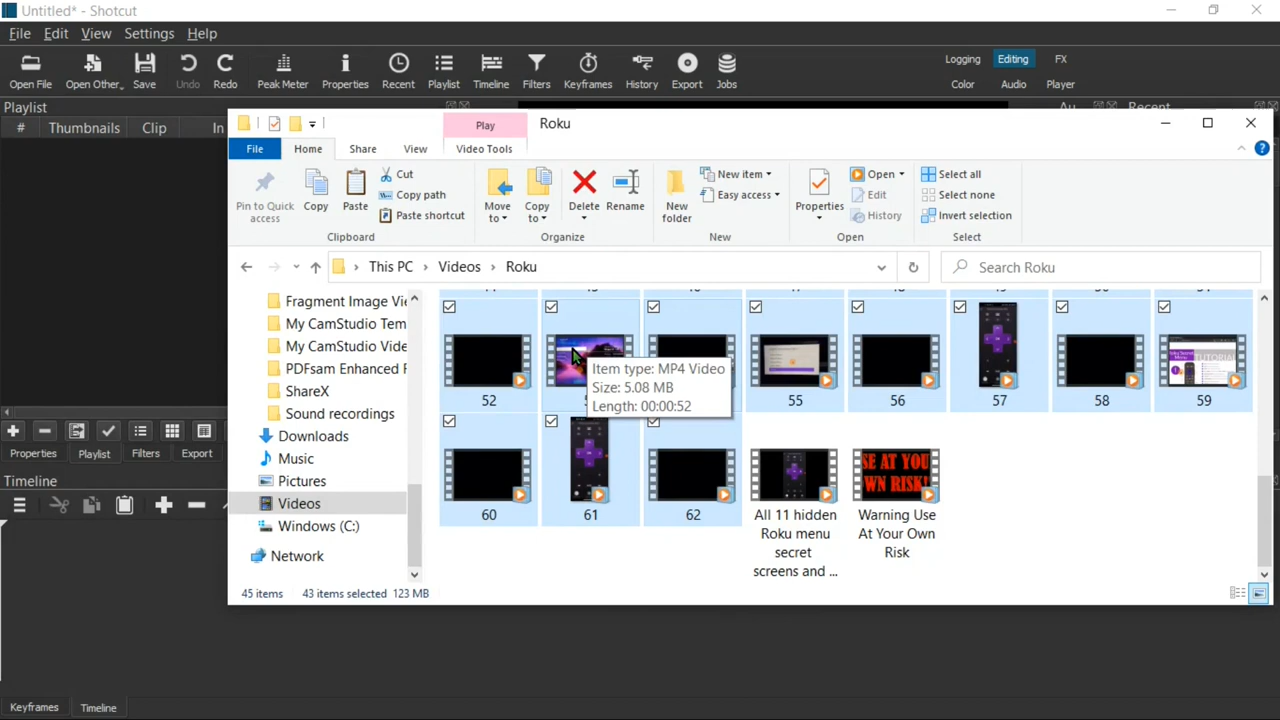 Untitled* - Shotcut
File Edit View Settings Help
Open File Open Other.. Save Undo Redo Peak Meter Properties Recent Playlist Timeline Filters Keyframes History Export Jobs
Logging Editing FX
Color Audio Player
Playlist
# Thumbnails Clip In
Au Recent
Play Roku
File Home Share View Video Tools
Pin to Quick access
Copy
Paste
Cut
Copy path
Paste shortcut
Move to
Copy to
Delete
Rename
New folder
New item
Easy access
Properties
Open
Edit
History
Select all
Select none
Invert selection
Clipboard Organize New Open Select
This PC Videos Roku
Search Roku
Fragment Image Vi
My CamStudio Tem
My CamStudio Vide
PDFsam Enhanced F
ShareX
Sound recordings
Downloads
Music
Pictures
Videos
Windows (C:)
Network
Item type: MP4 Video
Size: 5.08 MB
Length: 00:00:52
52 55 56 57 58 59
60 61 62
SE AT YOU
WN RISK!
TUTORIAL
All 11 hidden Roku menu secret screens and ...
Warning Use At Your Own Risk
45 items 43 items selected 123 MB
Properties Playlist Filters Export
Timeline
Keyframes Timeline